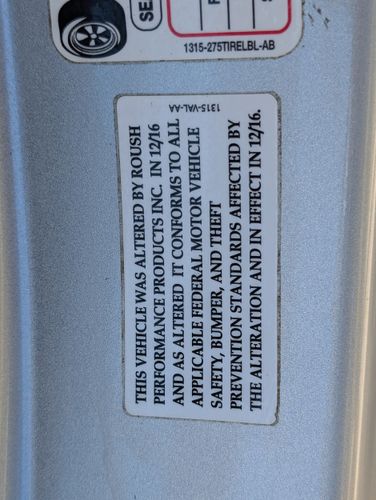 SE
1315-275TIRELBL-AB
THIS VEHICLE WAS ALTERED BY ROUSH
PERFORMANCE PRODUCTS INC. IN 12/16
AND AS ALTERED IT CONFORMS TO ALL
APPLICABLE FEDERAL MOTOR VEHICLE
SAFETY, BUMPER, AND THEFT
PREVENTION STANDARDS AFFECTED BY
THE ALTERATION AND IN EFFECT IN 12/16.
1315-VAL-AA